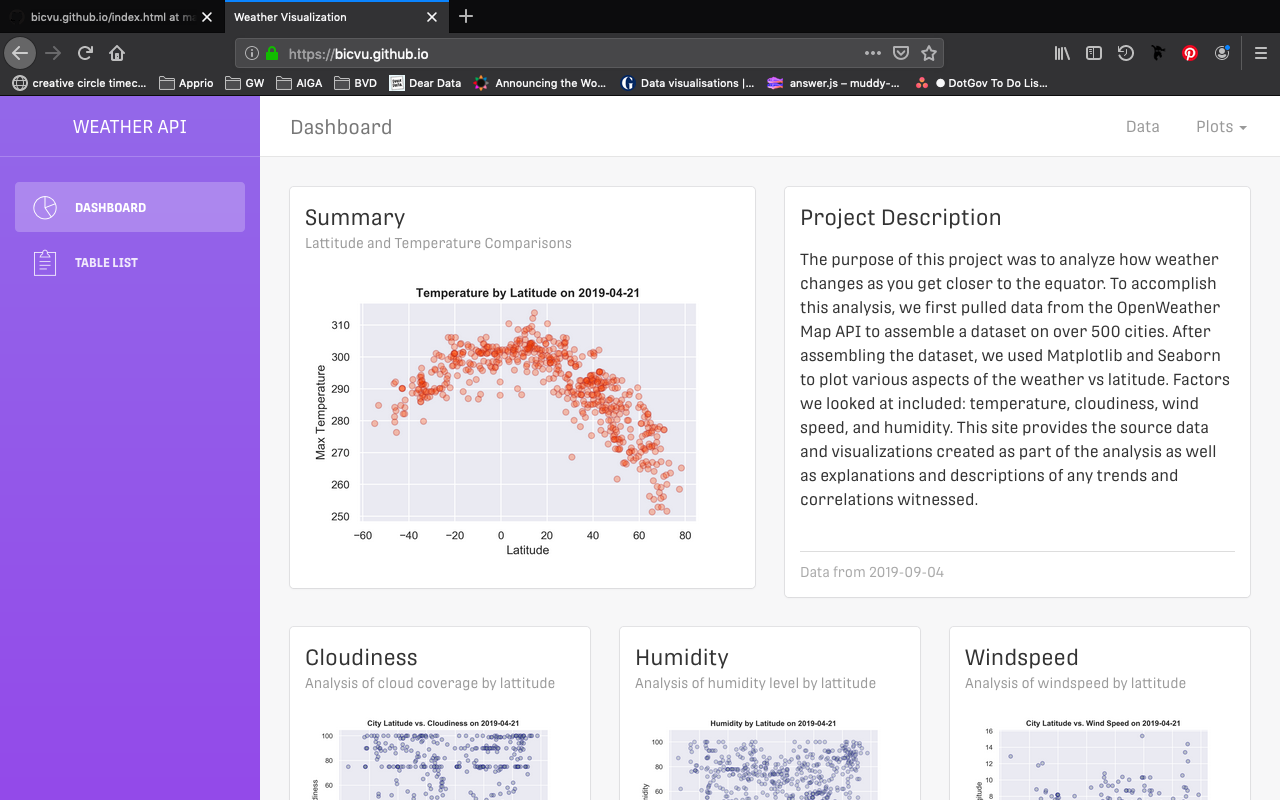 bicvu.github.io/index.html at m
Weather Visualization
https://bicvu.github.io
creative circle timec...
Apprio
GW
AIGA
BVD
Dear Data
Announcing the Wo...
Data visualisations |...
answer.js – muddy-...
DotGov To Do Lis...
WEATHER API
DASHBOARD
TABLE LIST
Dashboard
Data
Plots
Summary
Lattitude and Temperature Comparisons
Temperature by Latitude on 2019-04-21
310
300
290
280
270
260
250
Max Temperature
−60 −40 −20 0 20 40 60 80
Latitude
Project Description
The purpose of this project was to analyze how weather
changes as you get closer to the equator. To accomplish
this analysis, we first pulled data from the OpenWeather
Map API to assemble a dataset on over 500 cities. After
assembling the dataset, we used Matplotlib and Seaborn
to plot various aspects of the weather vs latitude. Factors
we looked at included: temperature, cloudiness, wind
speed, and humidity. This site provides the source data
and visualizations created as part of the analysis as well
as explanations and descriptions of any trends and
correlations witnessed.
Data from 2019-09-04
Cloudiness
Analysis of cloud coverage by lattitude
City Latitude vs. Cloudiness on 2019-04-21
100
80
60
diness
Humidity
Analysis of humidity level by lattitude
Humidity by Latitude on 2019-04-21
100
80
60
nidity
Windspeed
Analysis of windspeed by lattitude
City Latitude vs. Wind Speed on 2019-04-21
16
14
12
10
8